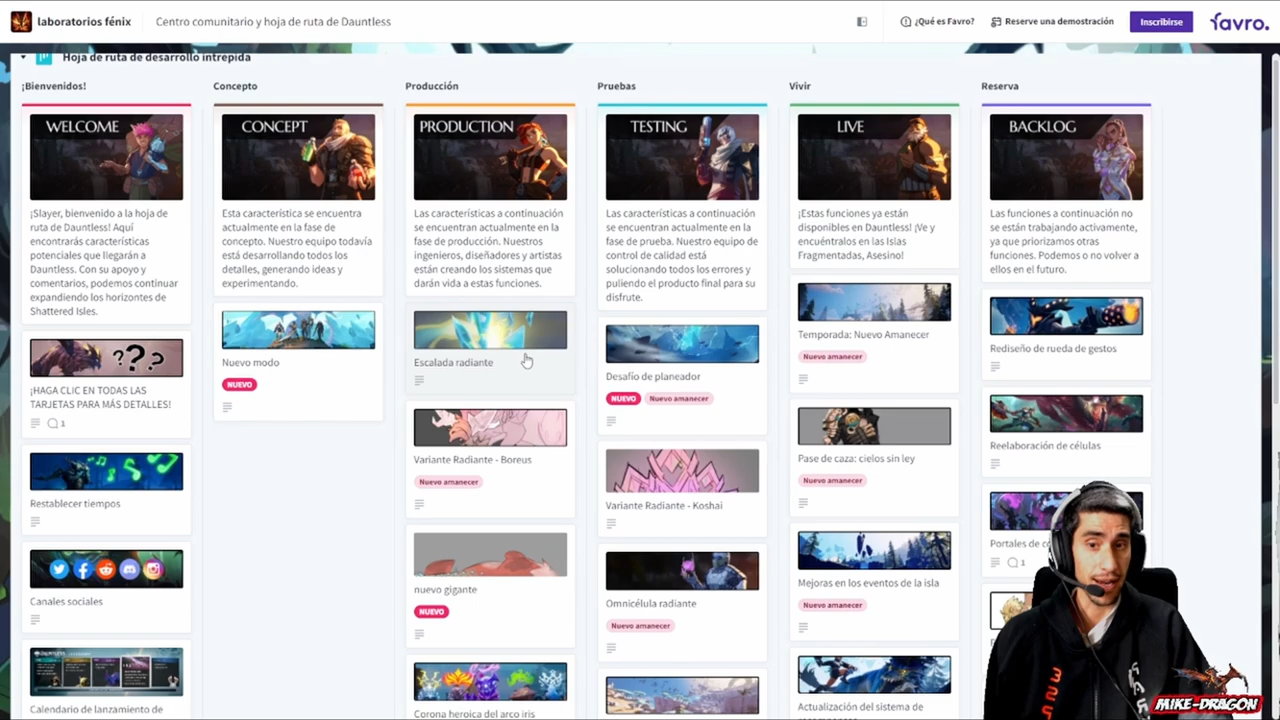 laboratorios fénix
Centro comunitario y hoja de ruta de Dauntless
¿Qué es Favro?
Reserve una demostración
Inscribirse
favro.
Hoja de ruta de desarrollo intrépida
¡Bienvenidos!
WELCOME
¡Slayer, bienvenido a la hoja de
ruta de Dauntless! Aquí
encontrarás características
potenciales que llegarán a
Dauntless. Con su apoyo y
comentarios, podemos continuar
expandiendo los horizontes de
Shattered Isles.
???
¡HAGA CLIC EN TODAS LAS
TARJETAS PARA MÁS DETALLES!
1
Restablecer tiempos
Canales sociales
Calendario de lanzamiento de
Concepto
CONCEPT
Esta característica se encuentra
actualmente en la fase de
concepto. Nuestro equipo todavía
está desarrollando todos los
detalles, generando ideas y
experimentando.
Nuevo modo
NUEVO
Producción
PRODUCTION
Las características a continuación
se encuentran actualmente en la
fase de producción. Nuestros
ingenieros, diseñadores y artistas
están creando los sistemas que
darán vida a estas funciones.
Escalada radiante
Variante Radiante - Boreus
Nuevo amanecer
nuevo gigante
NUEVO
Corona heroica del arco iris
Pruebas
TESTING
Las características a continuación
se encuentran actualmente en la
fase de prueba. Nuestro equipo de
control de calidad está
solucionando todos los errores y
puliendo el producto final para su
disfrute.
Desafío de planeador
NUEVO
Nuevo amanecer
Variante Radiante - Koshai
Omnicélula radiante
Nuevo amanecer
Vivir
LIVE
¡Estas funciones ya están
disponibles en Dauntless! ¡Ve y
encuéntralos en las Islas
Fragmentadas, Asesino!
Temporada: Nuevo Amanecer
Nuevo amanecer
Pase de caza: cielos sin ley
Nuevo amanecer
Mejoras en los eventos de la isla
Nuevo amanecer
Actualización del sistema de
Reserva
BACKLOG
Las funciones a continuación no
se están trabajando activamente,
ya que priorizamos otras
funciones. Podemos o no volver a
ellos en el futuro.
Rediseño de rueda de gestos
Reelaboración de células
Portales de
1
MIKE-DRAGON